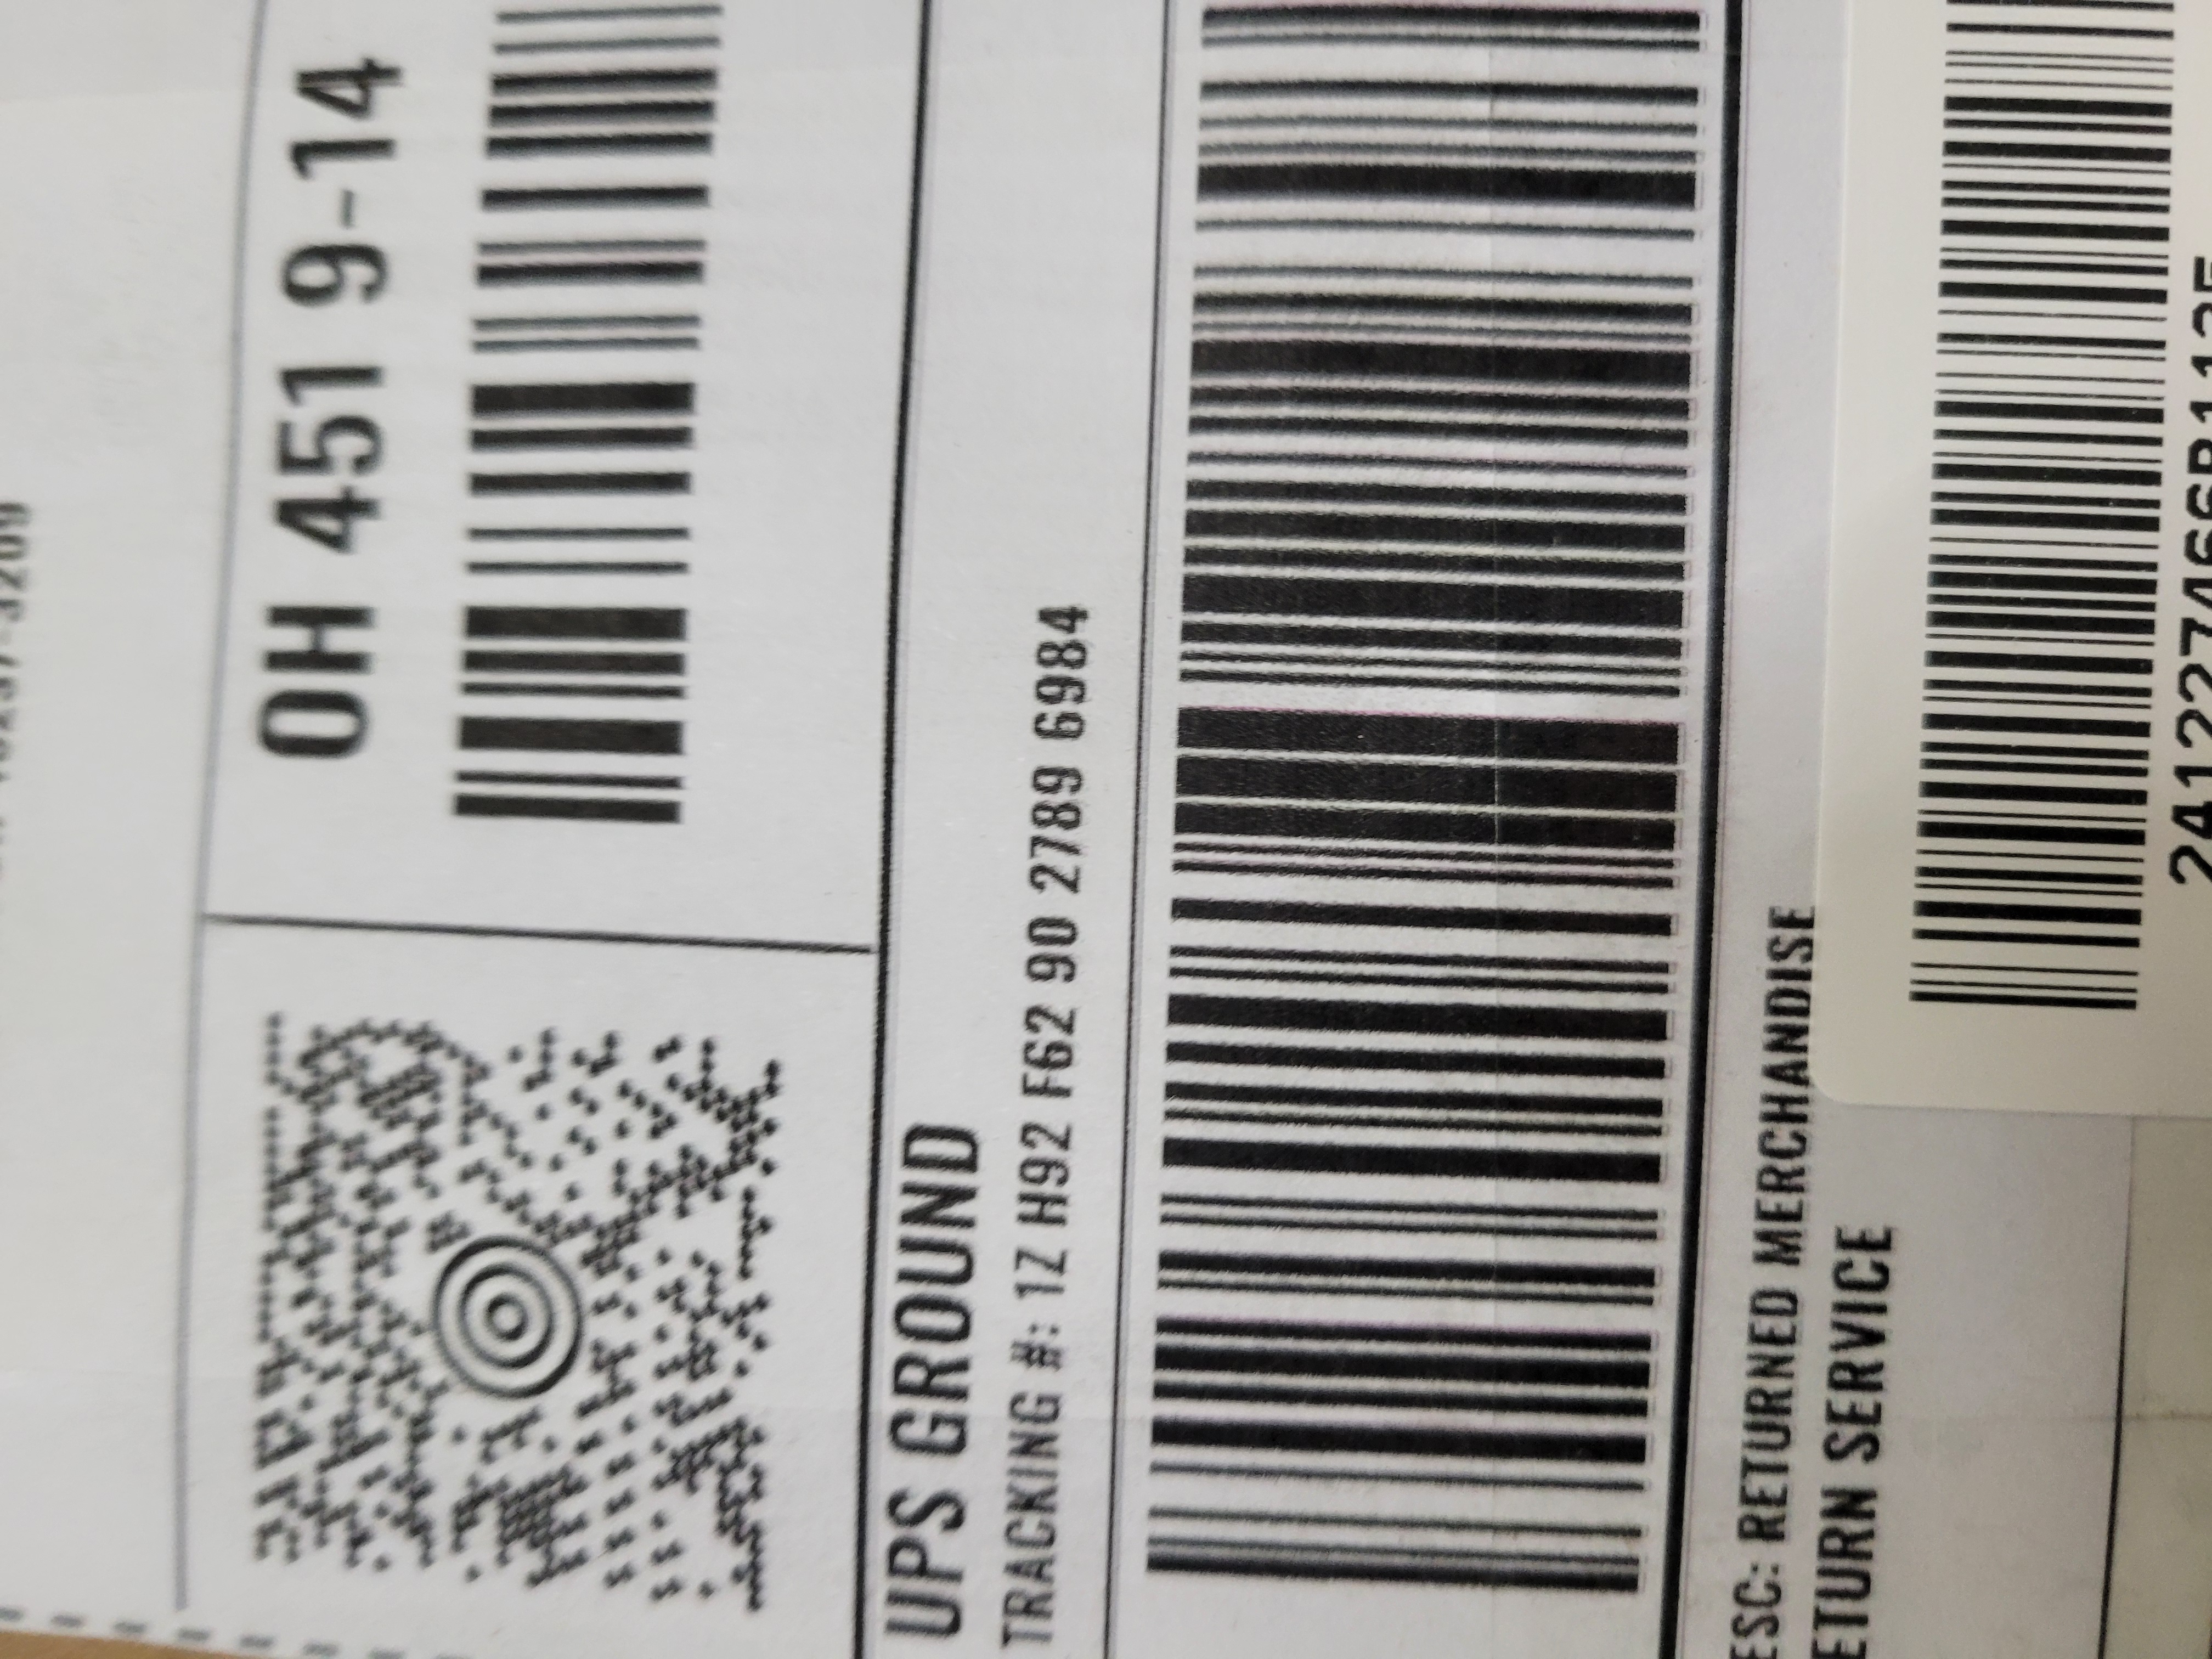 OH 451 9-14
UPS GROUND
TRACKING #: 1Z H92 F62 90 2789 6984
ESC: RETURNED MERCHANDISE
ETURN SERVICE